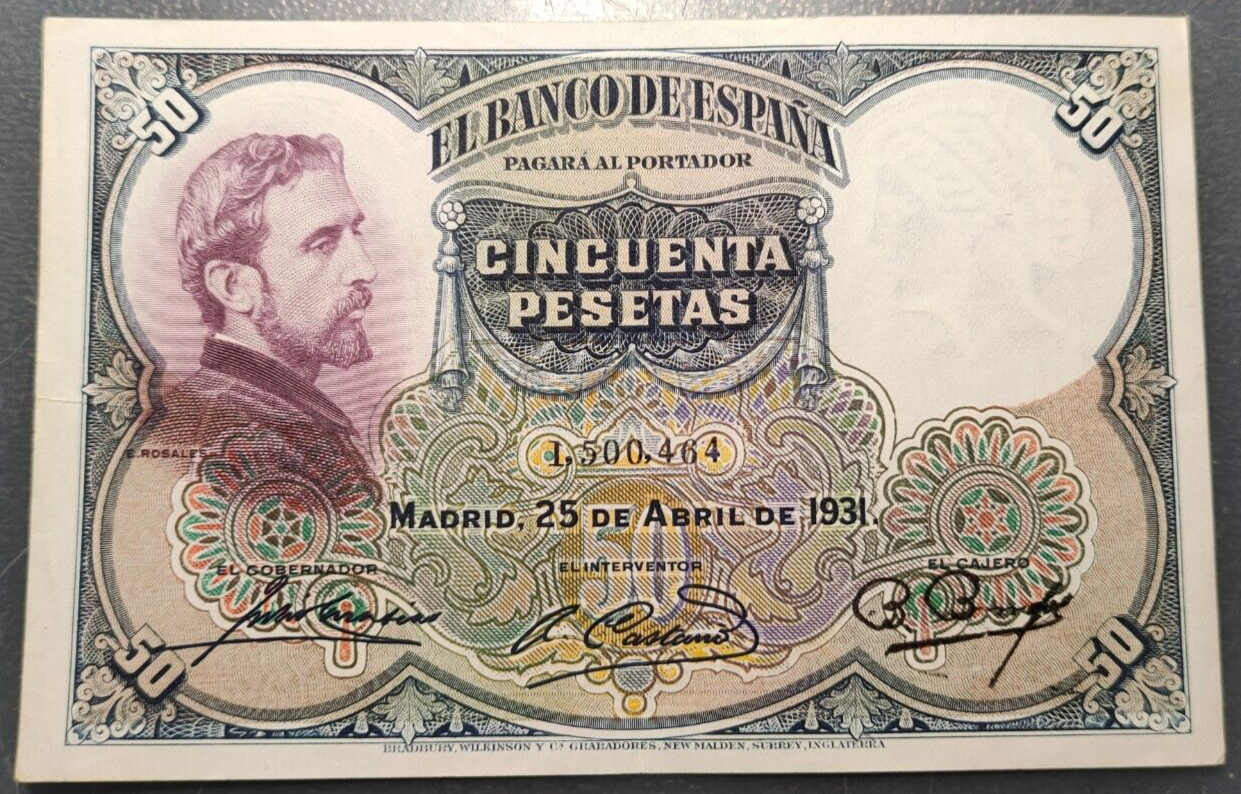 50
50
EL BANCO DE ESPAÑA
PAGARÁ AL PORTADOR
CINCUENTA
PESETAS
1,500,464
E. ROSALES
MADRID, 25 DE ABRIL DE 1931.
50
EL GOBERNADOR
EL INTERVENTOR
EL CAJERO
50
50
BRADBURY, WILKINSON Y Cª GRABADORES, NEW MALDEN, SURREY, INGLATERRA